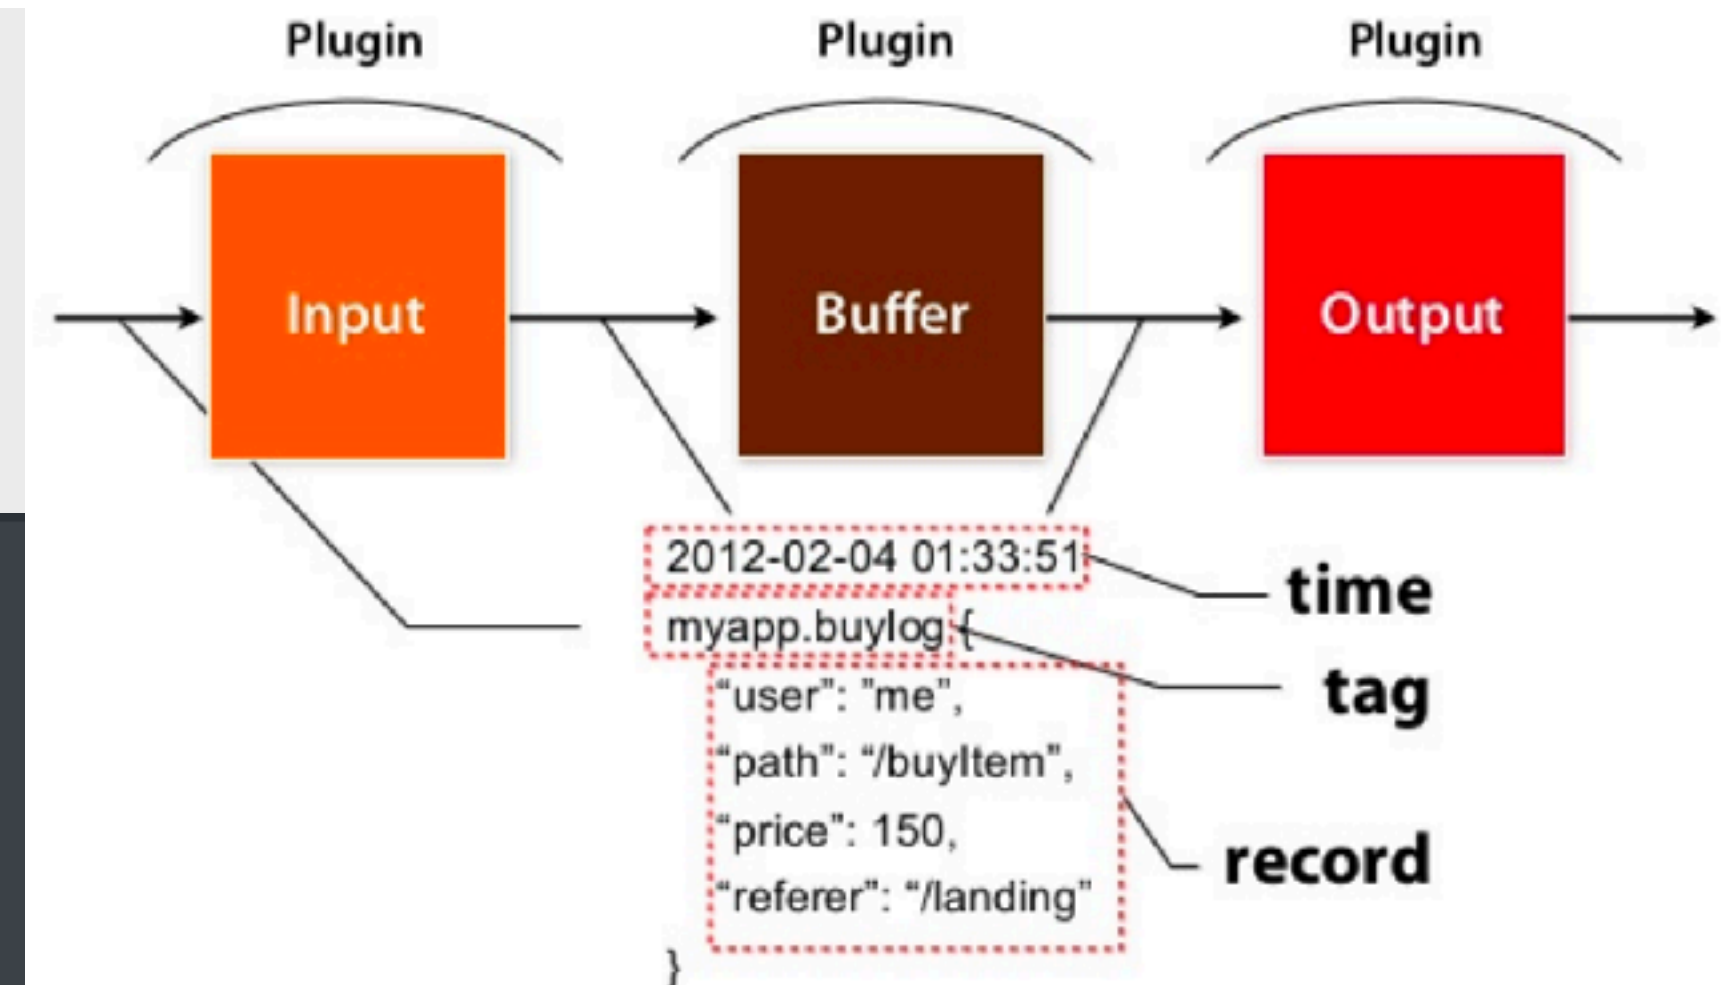 Plugin Plugin Plugin
Input Buffer Output
2012-02-04 01:33:51
time
myapp.buylog {
tag
“user”: ”me”,
“path”: “/buyItem”,
“price”: 150,
record
“referer”: “/landing”
}